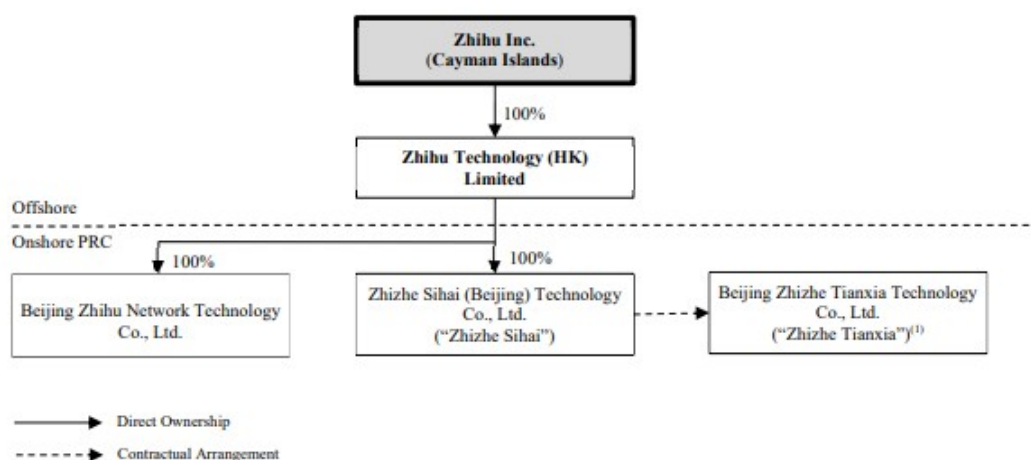 Zhihu Inc.
(Cayman Islands)
100%
Zhihu Technology (HK)
Limited
Offshore
Onshore PRC
100%
100%
Beijing Zhihu Network Technology
Co., Ltd.
Zhizhe Sihai (Beijing) Technology
Co., Ltd.
(“Zhizhe Sihai”)
Beijing Zhizhe Tianxia Technology
Co., Ltd.
(“Zhizhe Tianxia”)(1)
Direct Ownership
Contractual Arrangement